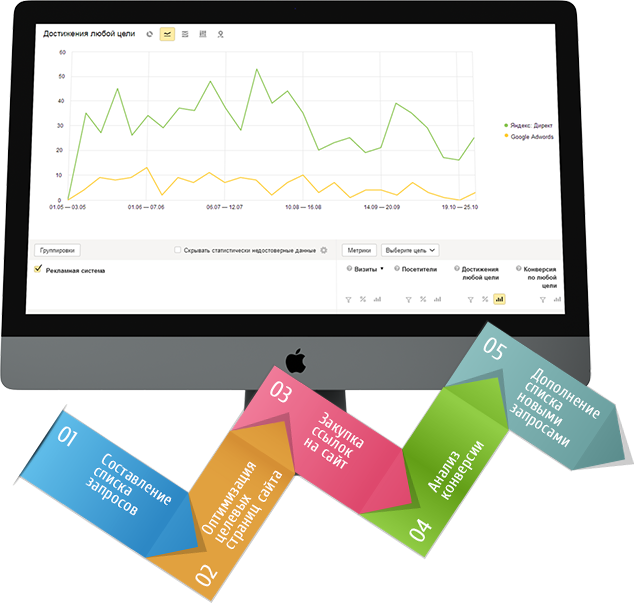 Достижения любой цели
60
50
40
30
20
10
0
01.05 — 03.05
01.06 — 07.06
06.07 — 12.07
10.08 — 16.08
14.09 — 20.09
19.10 — 25.10
Яндекс: Директ
Google Adwords
Группировки
Скрывать статистически недостоверные данные
Метрики
Выберите цель
Рекламная система
Визиты
Посетители
Достижения
любой цели
Конверсия
по любой
цели
01
Составление
списка
запросов
02
Оптимизация
целевых
страниц сайта
03
Закупка
ссылок
на сайт
04
Анализ
конверсии
05
Дополнение
списка
новыми
запросами